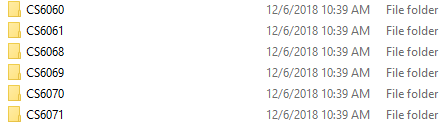 CS6060 12/6/2018 10:39 AM File folder
CS6061 12/6/2018 10:39 AM File folder
CS6068 12/6/2018 10:39 AM File folder
CS6069 12/6/2018 10:39 AM File folder
CS6070 12/6/2018 10:39 AM File folder
CS6071 12/6/2018 10:39 AM File folder